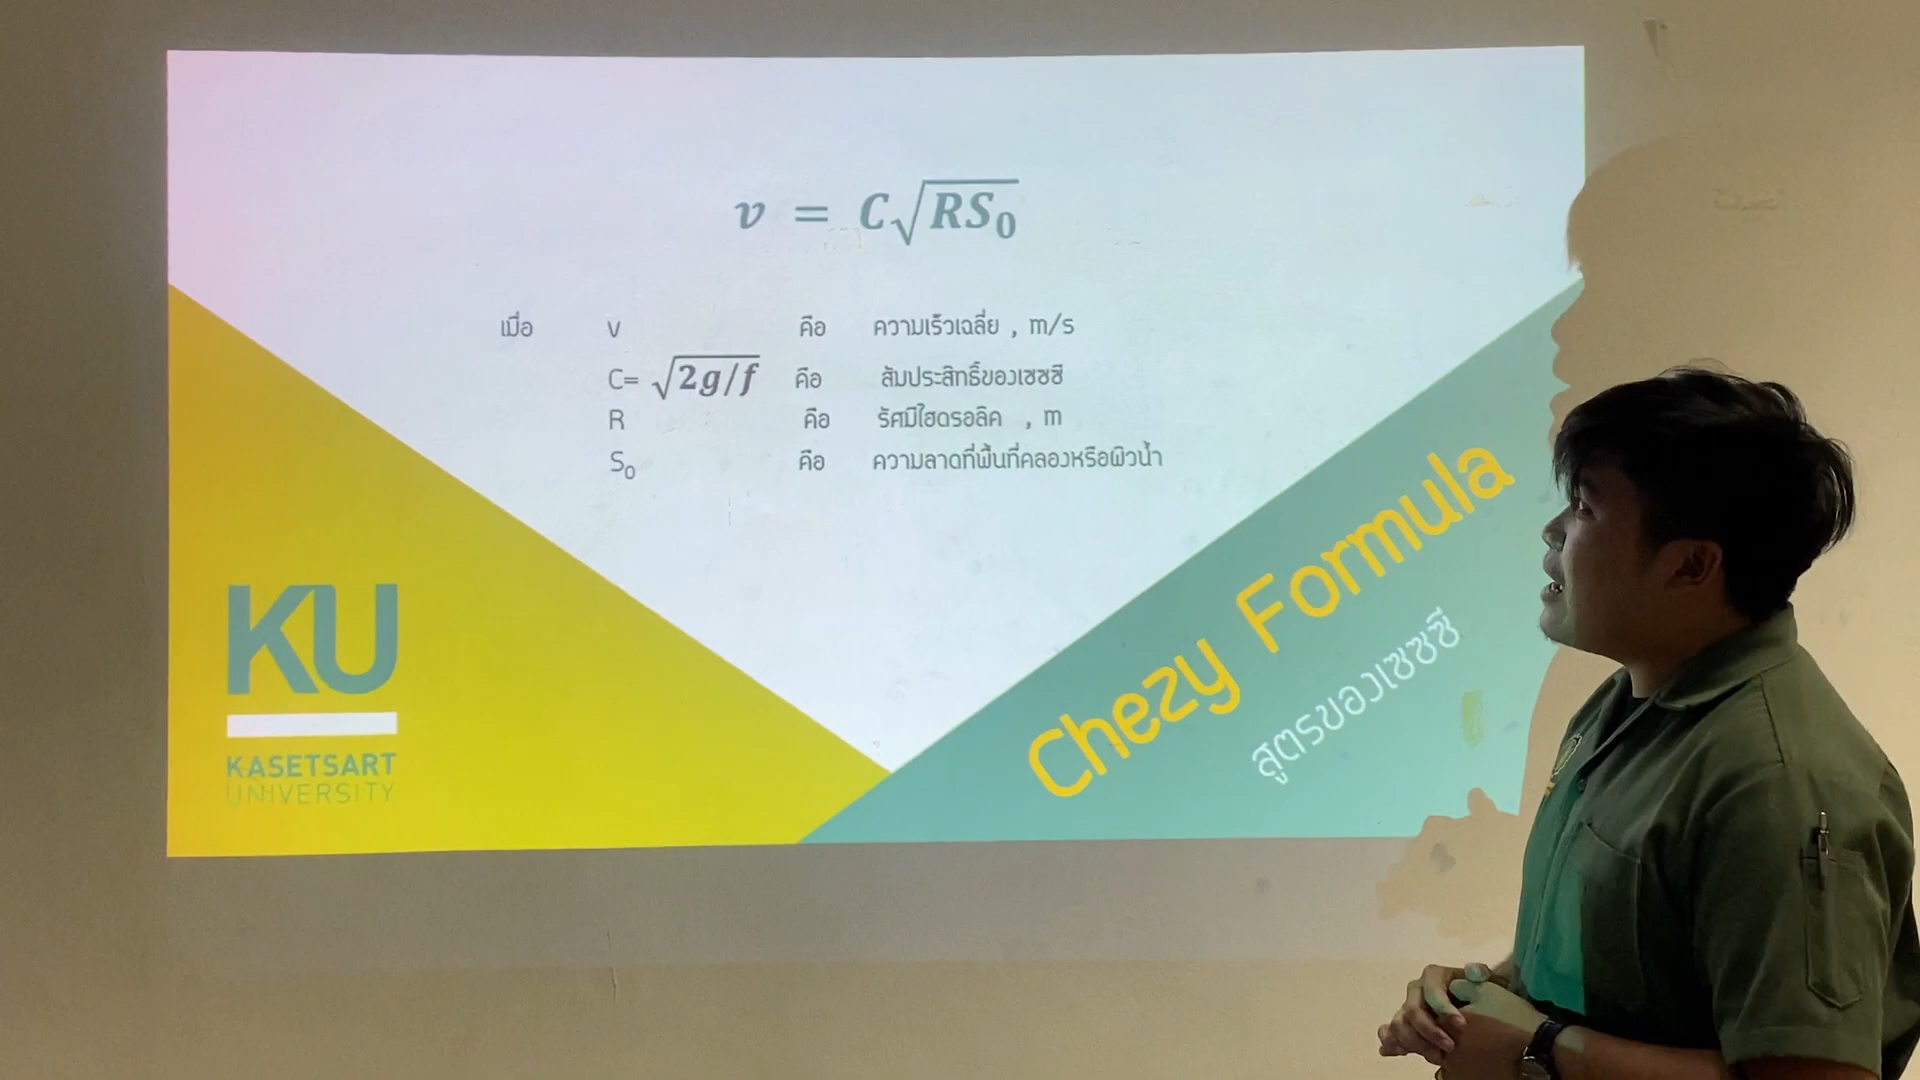 v = C√RS₀
เมื่อ v คือ ความเร็วเฉลี่ย , m/s
C= √2g/f คือ สัมประสิทธิ์ของเซซซี
R คือ รัศมีไฮดรอลิค , m
S₀ คือ ความลาดที่พื้นที่คลองหรือผิวน้ำ
Chezy Formula
สูตรของเซซซี
KU
KASETSART
UNIVERSITY